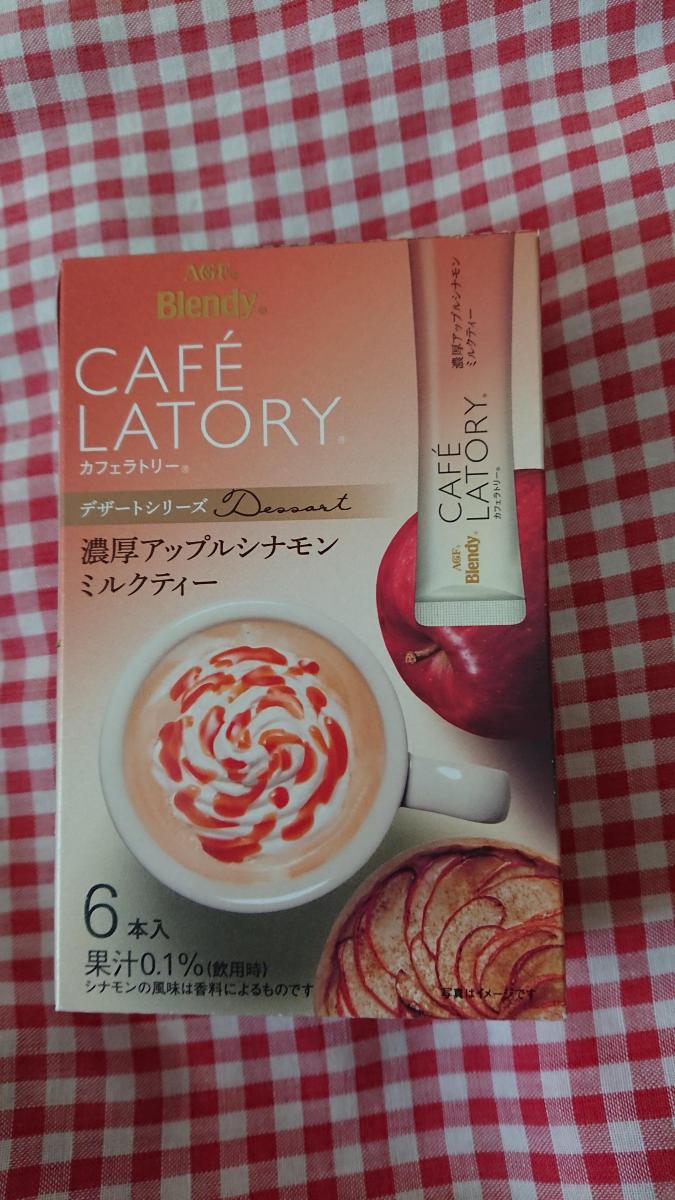 AGF®
Blendy®
CAFÉ
LATORY®
カフェラトリー®
デザートシリーズ Dessart
濃厚アップルシナモン
ミルクティー
濃厚アップルシナモン
ミルクティー
CAFÉ
LATORY®
カフェラトリー®
AGF®
Blendy®
6本入
果汁0.1%(飲用時)
シナモンの風味は香料によるものです
写真はイメージです